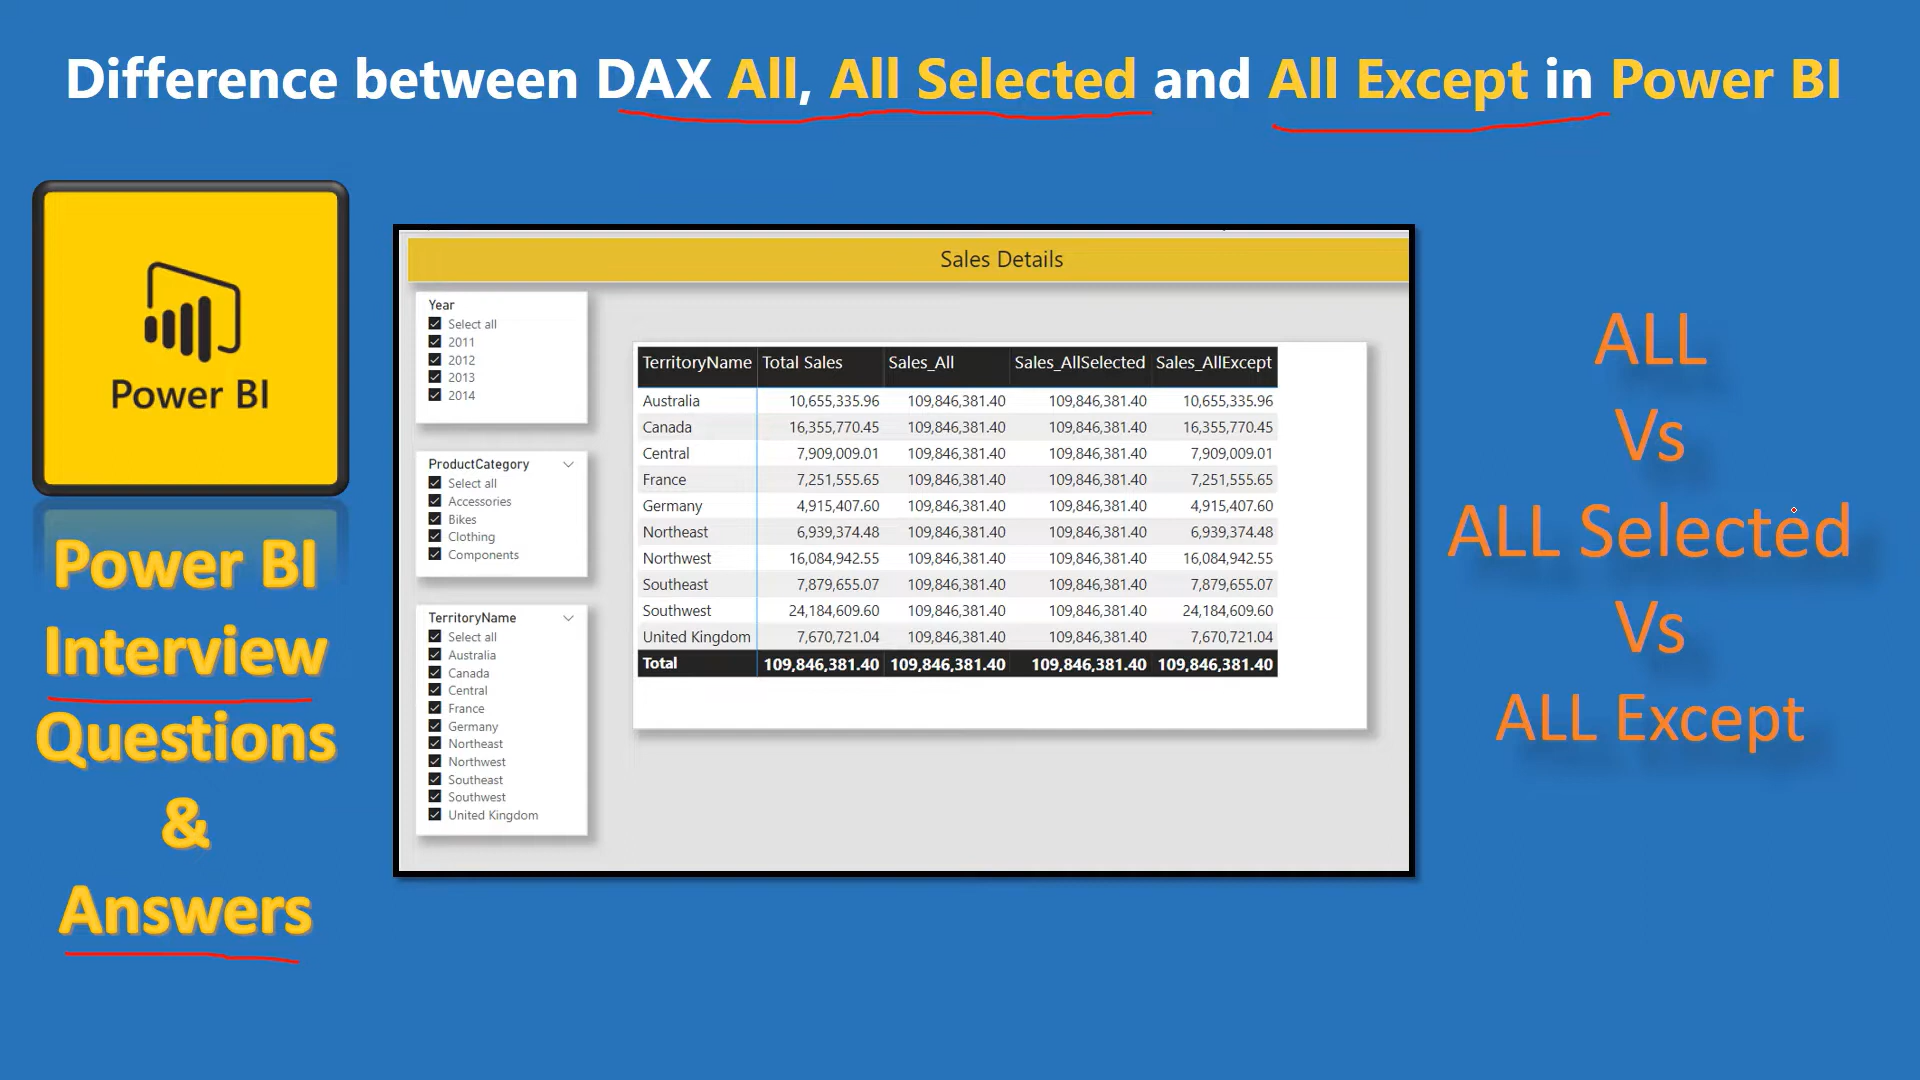 Difference between DAX All, All Selected and All Except in Power BI
Power BI
Power BI
Interview
Questions
&
Answers
Sales Details
Year
Select all
2011
2012
2013
2014
ProductCategory
Select all
Accessories
Bikes
Clothing
Components
TerritoryName
Select all
Australia
Canada
Central
France
Germany
Northeast
Northwest
Southeast
Southwest
United Kingdom
TerritoryName Total Sales Sales_All Sales_AllSelected Sales_AllExcept
Australia 10,655,335.96 109,846,381.40 109,846,381.40 10,655,335.96
Canada 16,355,770.45 109,846,381.40 109,846,381.40 16,355,770.45
Central 7,909,009.01 109,846,381.40 109,846,381.40 7,909,009.01
France 7,251,555.65 109,846,381.40 109,846,381.40 7,251,555.65
Germany 4,915,407.60 109,846,381.40 109,846,381.40 4,915,407.60
Northeast 6,939,374.48 109,846,381.40 109,846,381.40 6,939,374.48
Northwest 16,084,942.55 109,846,381.40 109,846,381.40 16,084,942.55
Southeast 7,879,655.07 109,846,381.40 109,846,381.40 7,879,655.07
Southwest 24,184,609.60 109,846,381.40 109,846,381.40 24,184,609.60
United Kingdom 7,670,721.04 109,846,381.40 109,846,381.40 7,670,721.04
Total 109,846,381.40 109,846,381.40 109,846,381.40 109,846,381.40
ALL
Vs
ALL Selected
Vs
ALL Except